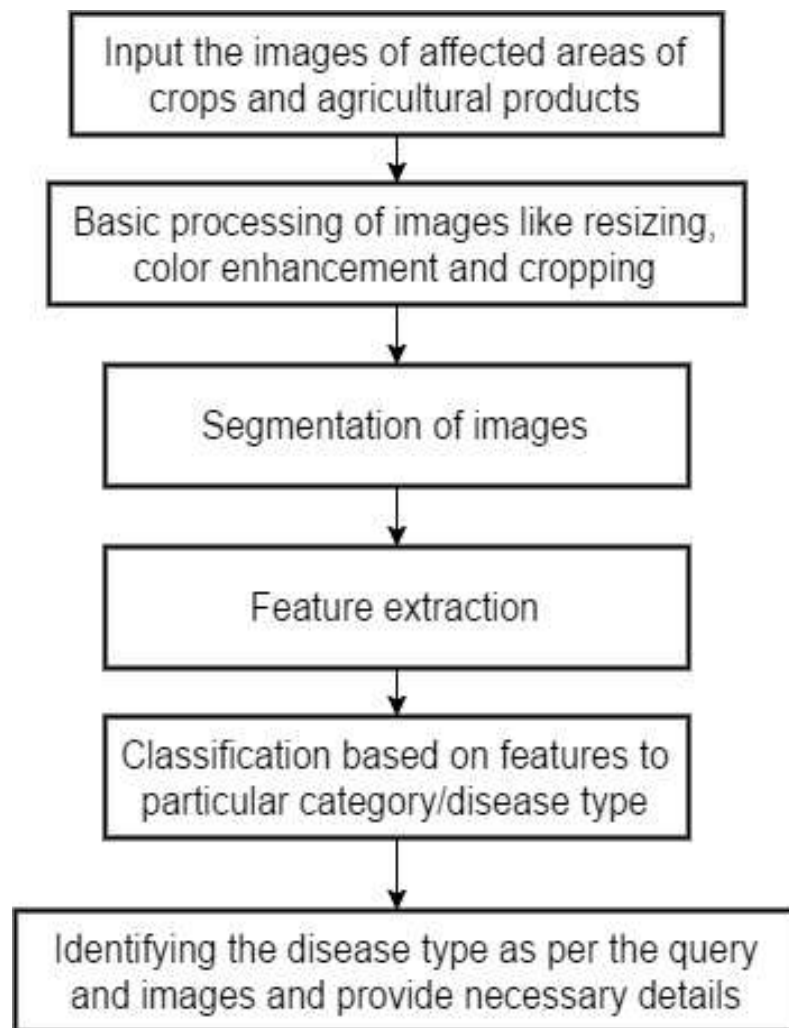 Input the images of affected areas of
crops and agricultural products
Basic processing of images like resizing,
color enhancement and cropping
Segmentation of images
Feature extraction
Classification based on features to
particular category/disease type
Identifying the disease type as per the query
and images and provide necessary details